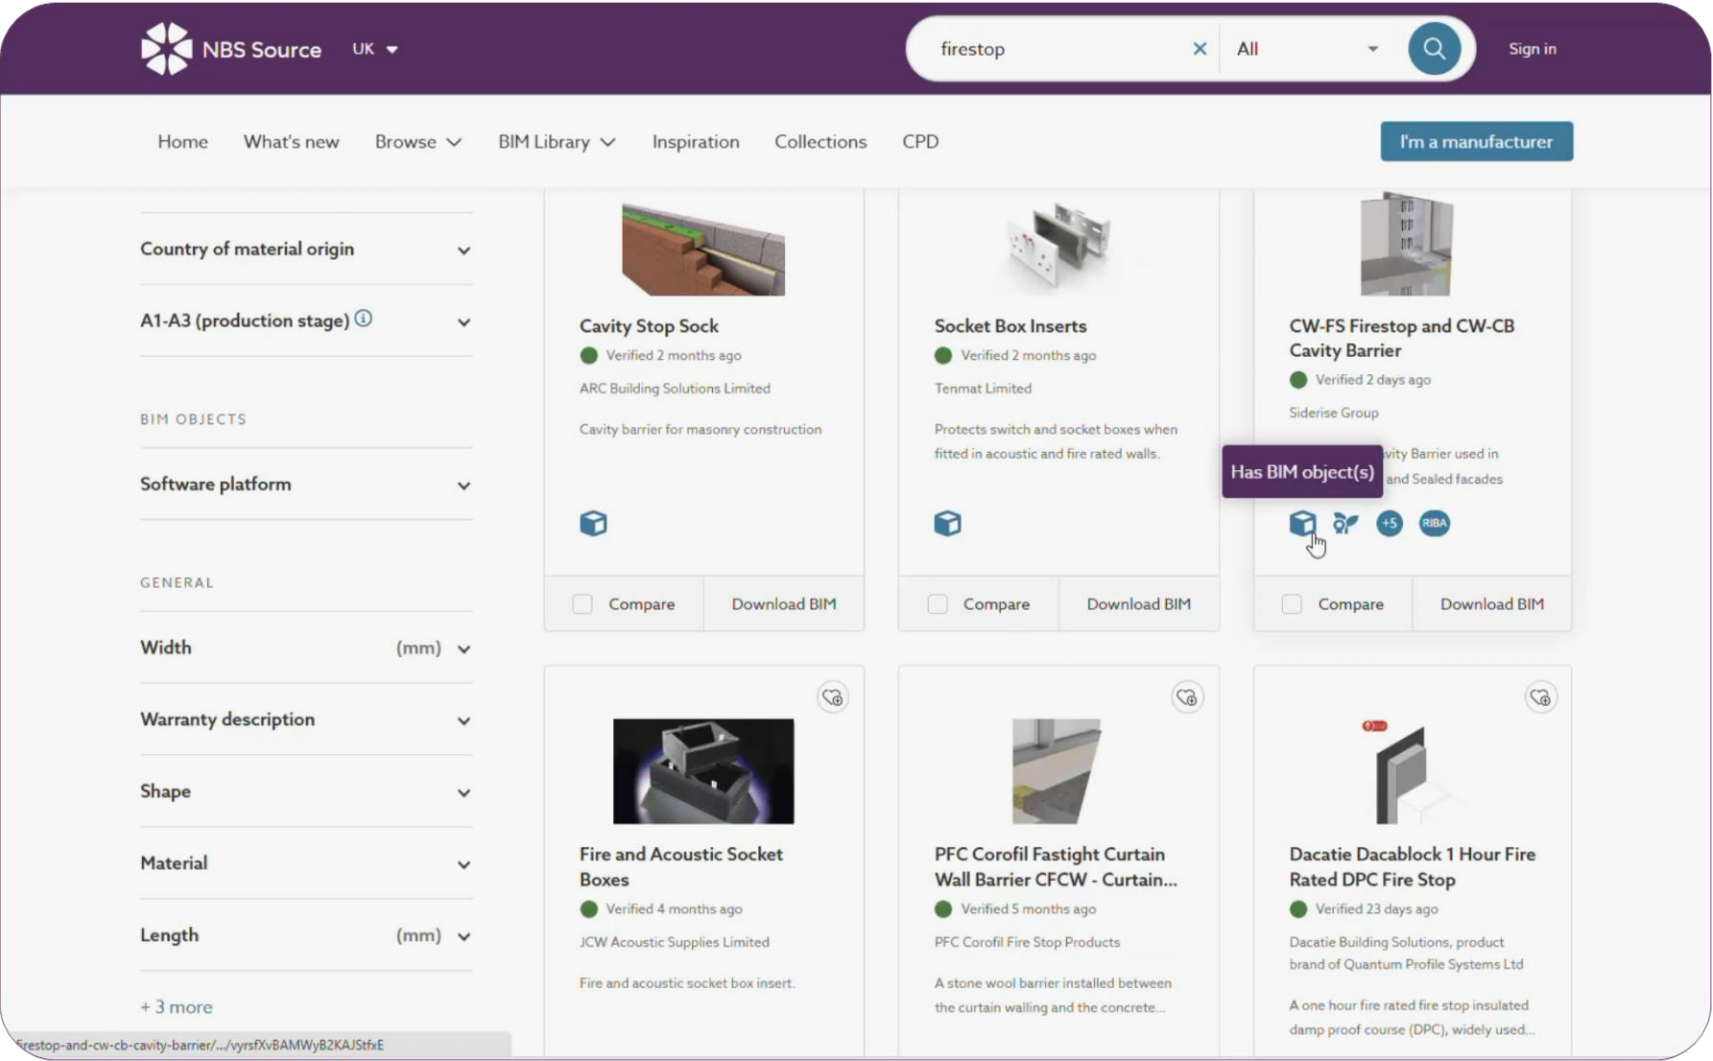 NBS Source
UK
firestop
All
Sign in
Home
What's new
Browse
BIM Library
Inspiration
Collections
CPD
I'm a manufacturer
Country of material origin
A1-A3 (production stage)
BIM OBJECTS
Software platform
GENERAL
Width (mm)
Warranty description
Shape
Material
Length (mm)
+ 3 more
Cavity Stop Sock
Verified 2 months ago
ARC Building Solutions Limited
Cavity barrier for masonry construction
Compare
Download BIM
Socket Box Inserts
Verified 2 months ago
Tenmat Limited
Protects switch and socket boxes when
fitted in acoustic and fire rated walls.
Compare
Download BIM
CW-FS Firestop and CW-CB
Cavity Barrier
Verified 2 days ago
Siderise Group
vity Barrier used in
and Sealed facades
Has BIM object(s)
+5
RIBA
Compare
Download BIM
Fire and Acoustic Socket
Boxes
Verified 4 months ago
JCW Acoustic Supplies Limited
Fire and acoustic socket box insert.
PFC Corofil Fastight Curtain
Wall Barrier CFCW - Curtain...
Verified 5 months ago
PFC Corofil Fire Stop Products
A stone wool barrier installed between
the curtain walling and the concrete...
Dacatie Dacablock 1 Hour Fire
Rated DPC Fire Stop
Verified 23 days ago
Dacatie Building Solutions, product
brand of Quantum Profile Systems Ltd
A one hour fire rated fire stop insulated
damp proof course (DPC), widely used...
firestop-and-cw-cb-cavity-barrier/.../vyrsfXvBAMWyB2KAJStfxE